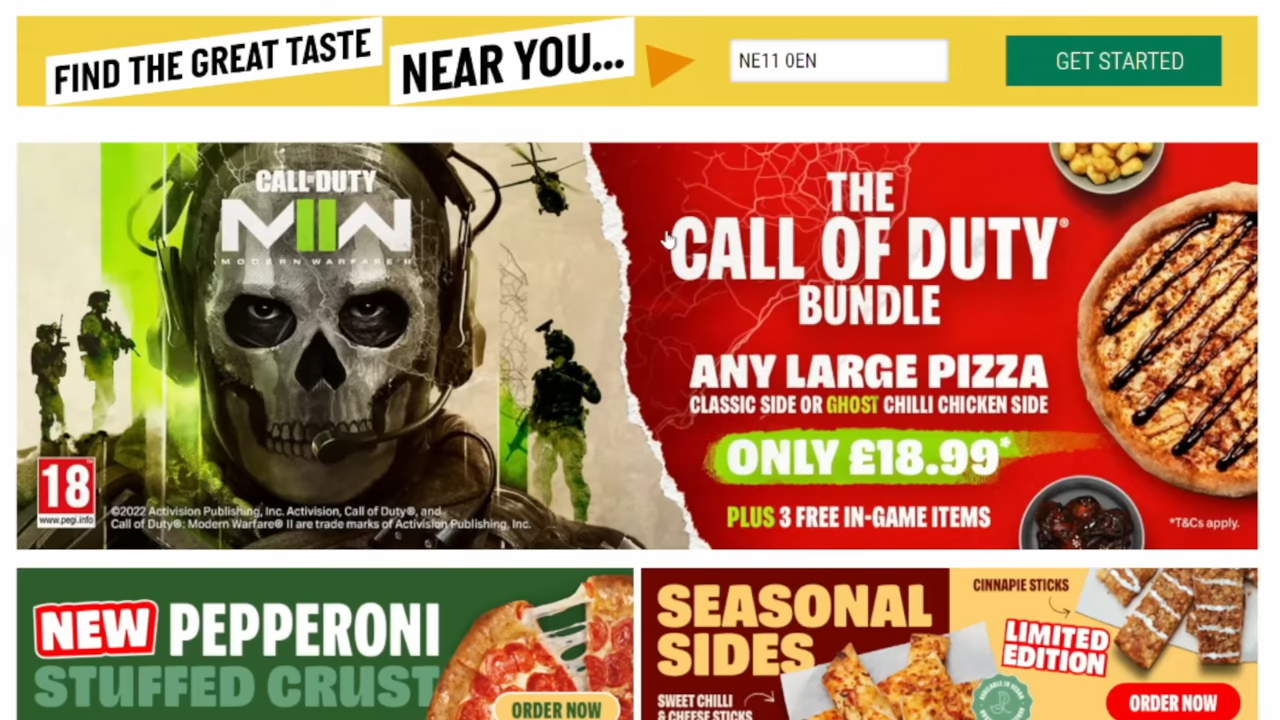 FIND THE GREAT TASTE
NEAR YOU...
NE11 0EN
GET STARTED
CALL OF DUTY
MIIW
MODERN WARFARE II
18
www.pegi.info
©2022 Activision Publishing, Inc. Activision, Call of Duty®, and
Call of Duty®: Modern Warfare® II are trade marks of Activision Publishing, Inc.
THE
CALL OF DUTY®
BUNDLE
ANY LARGE PIZZA
CLASSIC SIDE OR GHOST CHILLI CHICKEN SIDE
ONLY £18.99*
PLUS 3 FREE IN-GAME ITEMS
*T&Cs apply.
NEW PEPPERONI
STUFFED CRUST
ORDER NOW
SEASONAL
SIDES
SWEET CHILLI
& CHEESE STICKS
CINNAPIE STICKS
LIMITED
EDITION
ORDER NOW